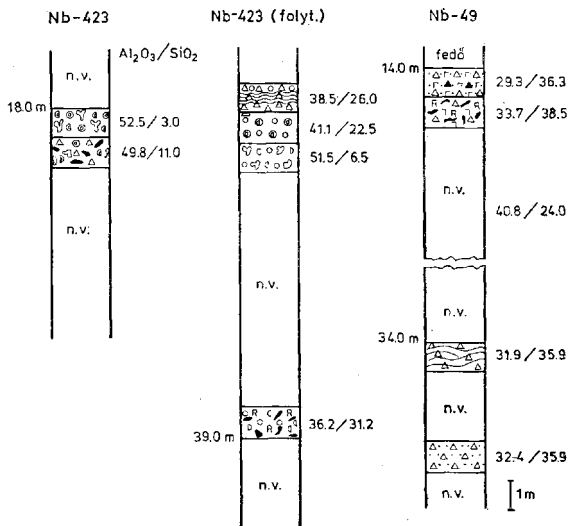 Nb-423
Al₂O₃/SiO₂
n.v.
18.0 m
52.5/3.0
49.8/11.0
n.v.
Nb-423 (folyt.)
38.5/26.0
41.1/22.5
51.5/6.5
n.v.
36.2/31.2
39.0 m
n.v.
Nb-49
fedő
14.0 m
29.3/36.3
33.7/38.5
n.v.
40.8/24.0
n.v.
34.0 m
31.9/35.9
n.v.
32.4/35.9
n.v.
1m